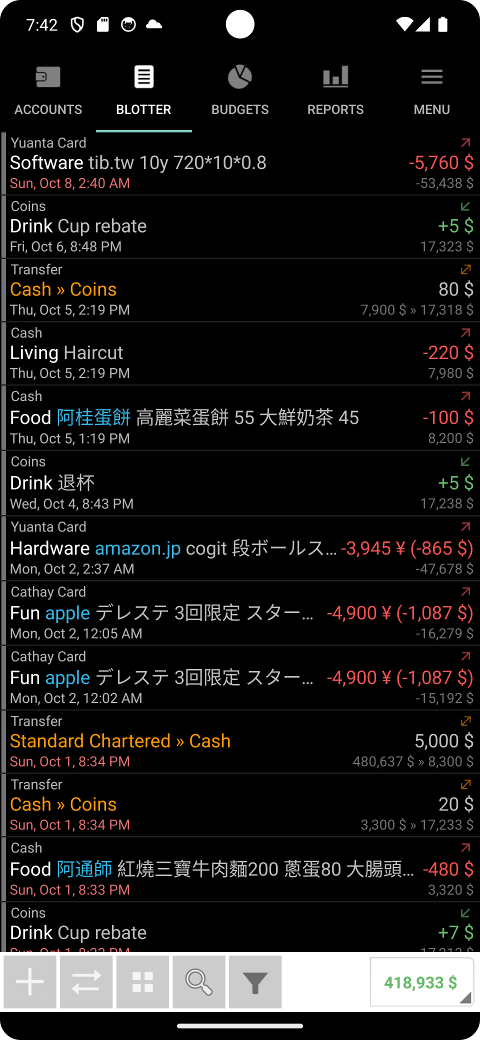 7:42
ACCOUNTS
BLOTTER
BUDGETS
REPORTS
MENU
Yuanta Card
Software tib.tw 10y 720*10*0.8 -5,760 $
Sun, Oct 8, 2:40 AM -53,438 $
Coins
Drink Cup rebate +5 $
Fri, Oct 6, 8:48 PM 17,323 $
Transfer
Cash » Coins 80 $
Thu, Oct 5, 2:19 PM 7,900 $ » 17,318 $
Cash
Living Haircut -220 $
Thu, Oct 5, 2:19 PM 7,980 $
Cash
Food 阿桂蛋餅 高麗菜蛋餅 55 大鮮奶茶 45 -100 $
Thu, Oct 5, 1:19 PM 8,200 $
Coins
Drink 退杯 +5 $
Wed, Oct 4, 8:43 PM 17,238 $
Yuanta Card
Hardware amazon.jp cogit 段ボールス… -3,945 ¥ (-865 $)
Mon, Oct 2, 2:37 AM -47,678 $
Cathay Card
Fun apple デレステ 3回限定 スター… -4,900 ¥ (-1,087 $)
Mon, Oct 2, 12:05 AM -16,279 $
Cathay Card
Fun apple デレステ 3回限定 スター… -4,900 ¥ (-1,087 $)
Mon, Oct 2, 12:02 AM -15,192 $
Transfer
Standard Chartered » Cash 5,000 $
Sun, Oct 1, 8:34 PM 480,637 $ » 8,300 $
Transfer
Cash » Coins 20 $
Sun, Oct 1, 8:34 PM 3,300 $ » 17,233 $
Cash
Food 阿通師 紅燒三寶牛肉麵200 蔥蛋80 大腸頭… -480 $
Sun, Oct 1, 8:33 PM 3,320 $
Coins
Drink Cup rebate +7 $
418,933 $